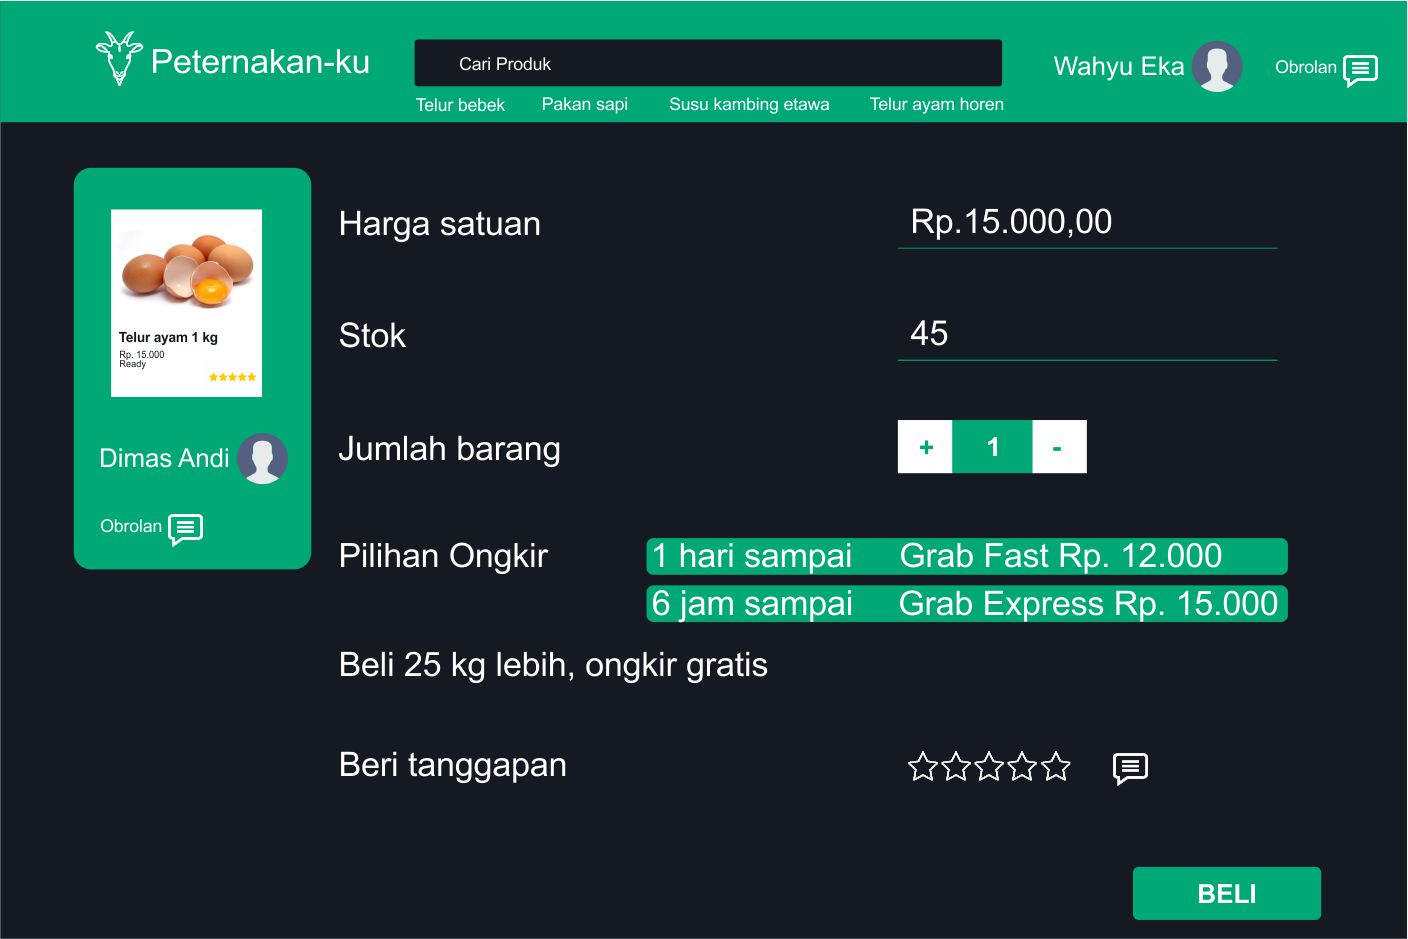 Peternakan-ku
Cari Produk
Wahyu Eka
Obrolan
Telur bebek
Pakan sapi
Susu kambing etawa
Telur ayam horen
Telur ayam 1 kg
Rp. 15.000
Ready
Dimas Andi
Obrolan
Harga satuan
Rp.15.000,00
Stok
45
Jumlah barang
+ 1 -
Pilihan Ongkir
1 hari sampai Grab Fast Rp. 12.000
6 jam sampai Grab Express Rp. 15.000
Beli 25 kg lebih, ongkir gratis
Beri tanggapan
BELI